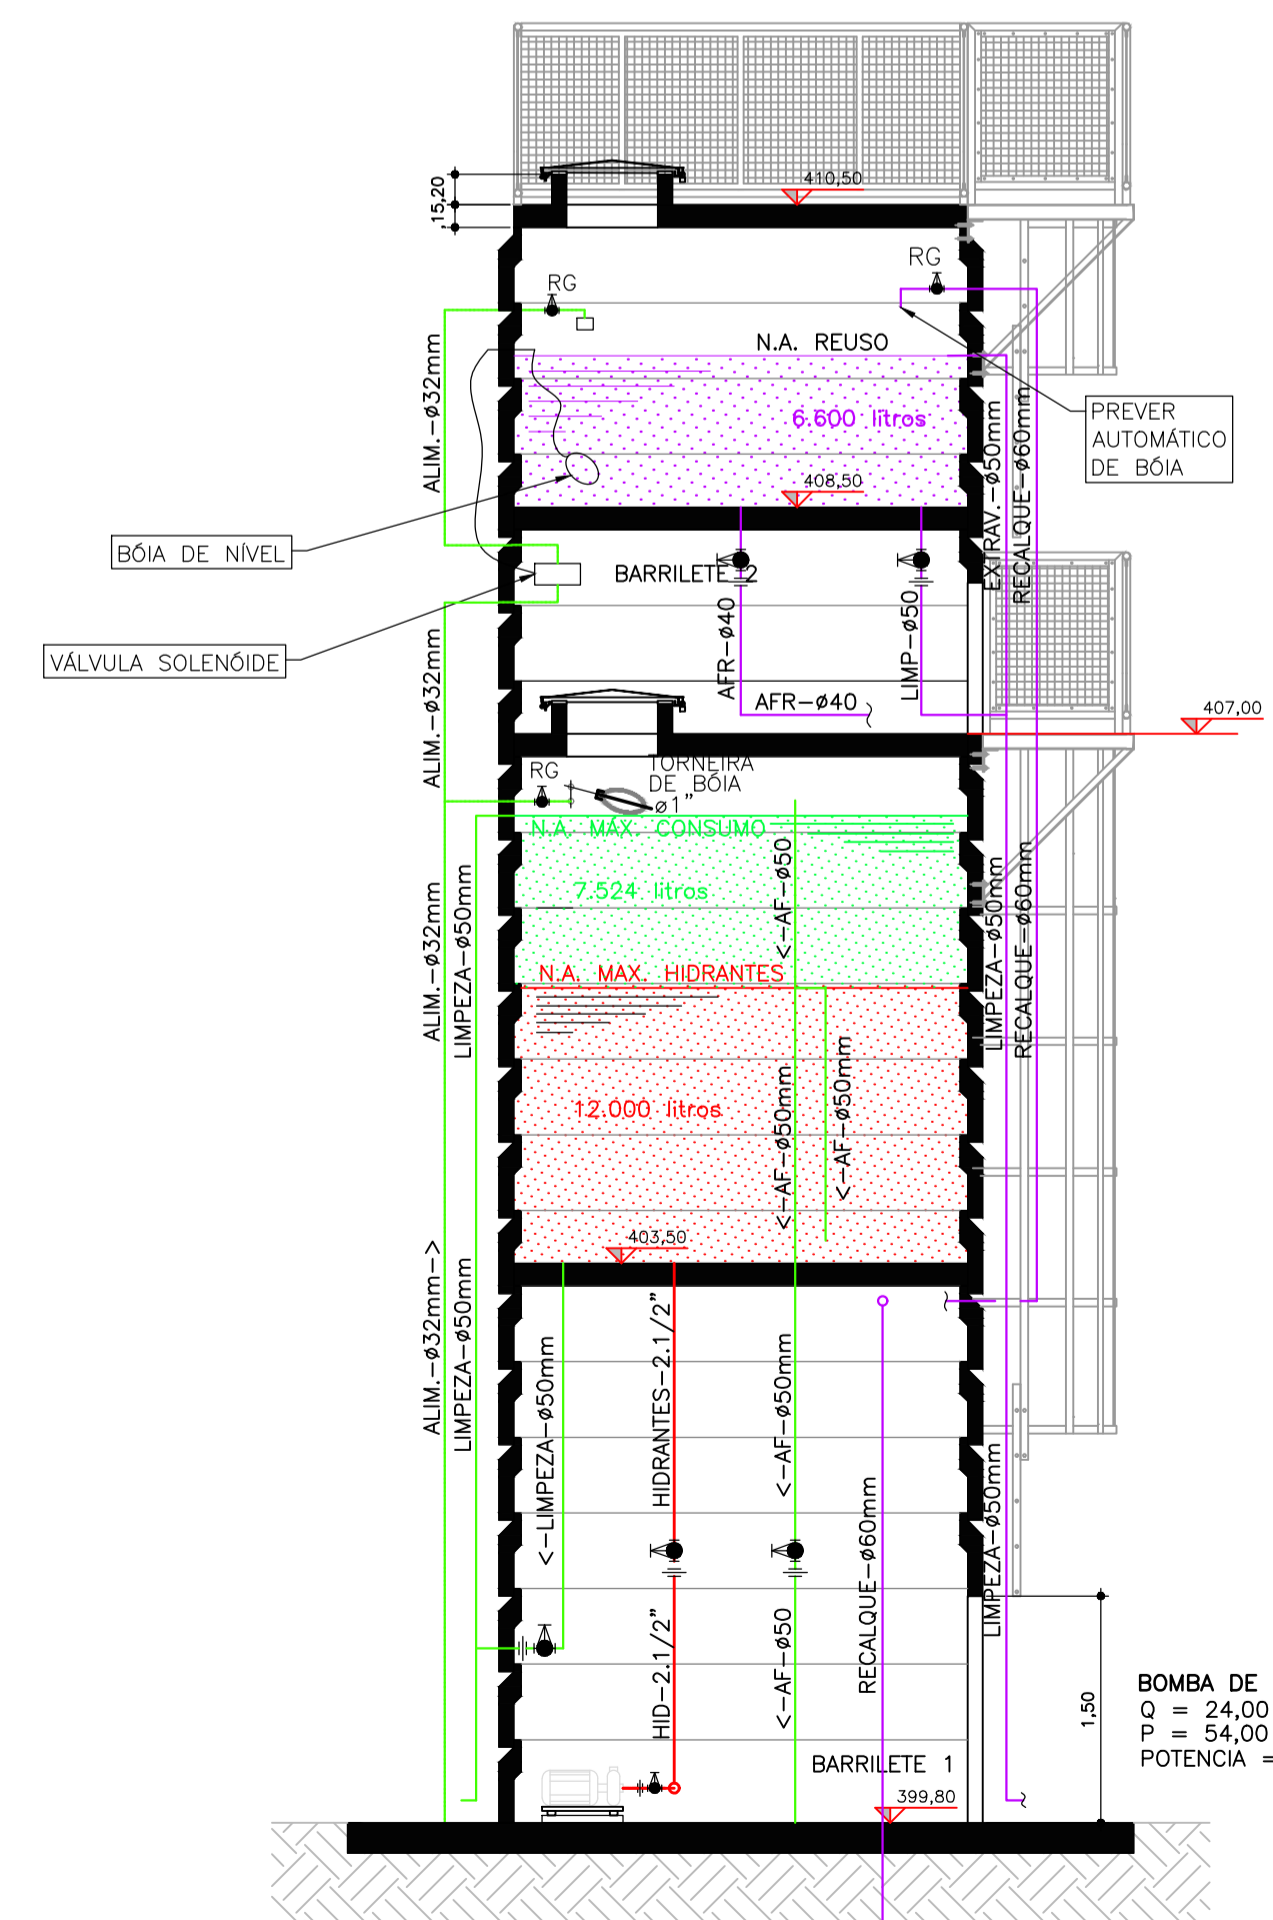 410,50
,15,20
RG
RG
N.A. REUSO
ALIM.-ø32mm
6.600 litros
PREVER
AUTOMÁTICO
DE BÓIA
408,50
EXTRAV.-ø50mm
RECALQUE-ø60mm
BÓIA DE NÍVEL
BARRILETE 2
VÁLVULA SOLENÓIDE
ALIM.-ø32mm
AFR-ø40
LIMP-ø50
AFR-ø40
407,00
RG
TORNEIRA
DE BÓIA
ø1"
N.A. MÁX. CONSUMO
7.524 litros
<-AF-ø50
ALIM.-ø32mm
LIMPEZA-ø50mm
LIMPEZA-ø50mm
RECALQUE-ø60mm
N.A. MAX. HIDRANTES
12.000 litros
<-AF-ø50mm
<-AF-ø50mm
403,50
ALIM.-ø32mm->
LIMPEZA-ø50mm
<-LIMPEZA-ø50mm
HIDRANTES-2.1/2"
<-AF-ø50mm
RECALQUE-ø60mm
LIMPEZA-ø50mm
HID-2.1/2"
<-AF-ø50
1,50
BOMBA DE
Q = 24,00
P = 54,00
POTENCIA =
BARRILETE 1
399,80